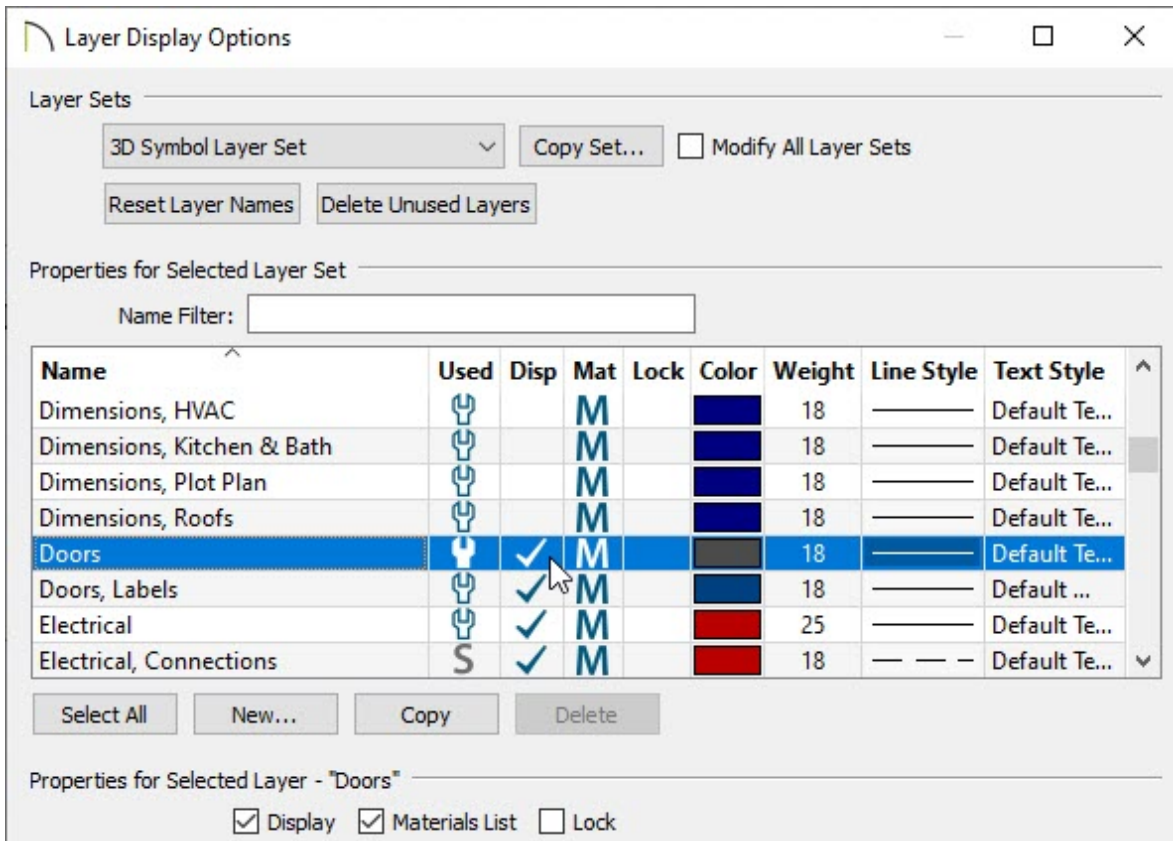 Layer Display Options
Layer Sets
3D Symbol Layer Set Copy Set... Modify All Layer Sets
Reset Layer Names Delete Unused Layers
Properties for Selected Layer Set
Name Filter:
Name Used Disp Mat Lock Color Weight Line Style Text Style
Dimensions, HVAC M 18 Default Te...
Dimensions, Kitchen & Bath M 18 Default Te...
Dimensions, Plot Plan M 18 Default Te...
Dimensions, Roofs M 18 Default Te...
Doors M 18 Default Te...
Doors, Labels M 18 Default ...
Electrical M 25 Default Te...
Electrical, Connections S M 18 Default Te...
Select All New... Copy Delete
Properties for Selected Layer - "Doors"
Display Materials List Lock